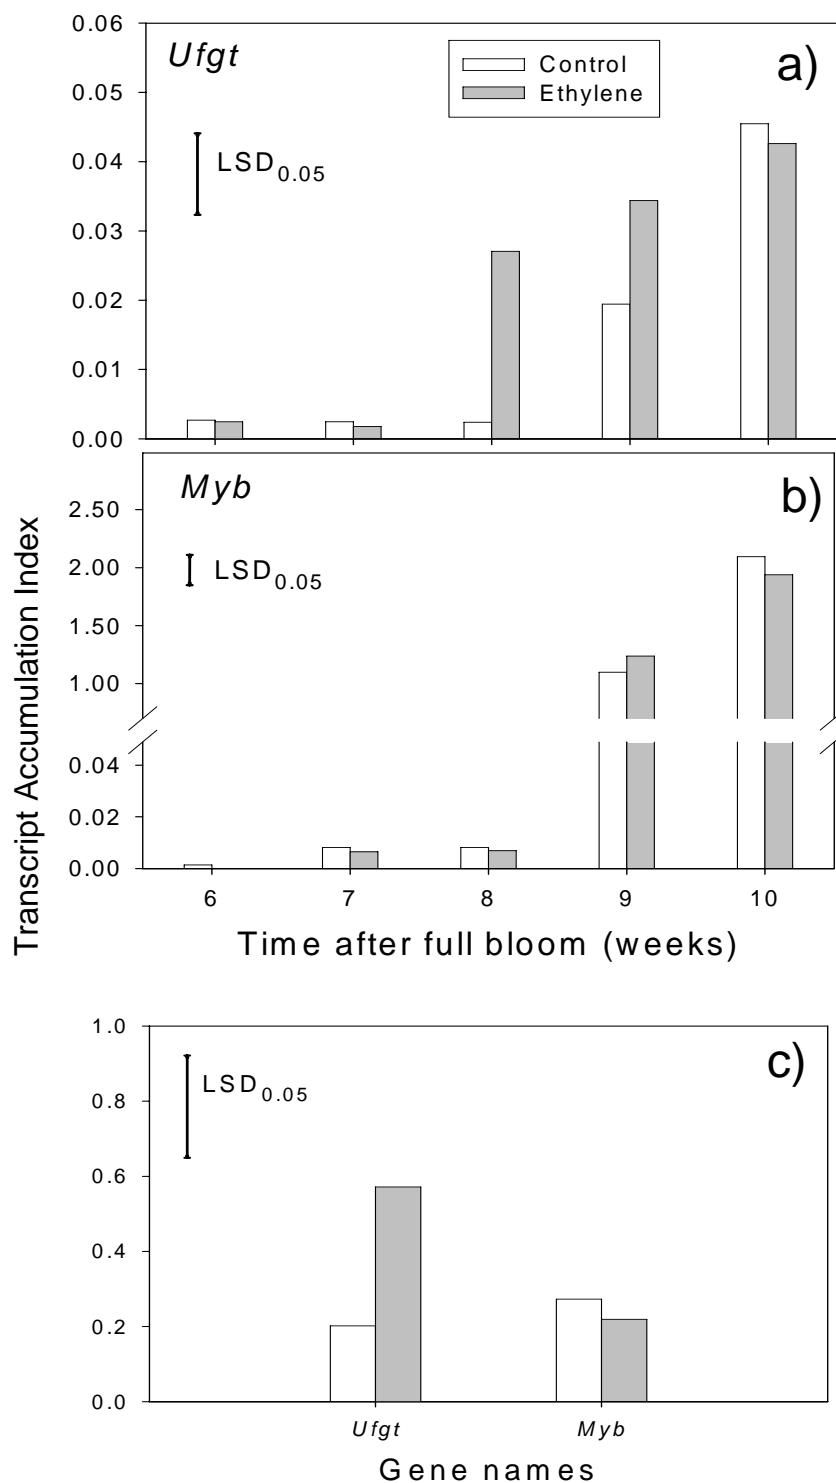 Ufgt
Control
Ethylene
a)
0.06
0.05
0.04
0.03
0.02
0.01
0.00
LSD0.05
Myb
b)
2.50
2.00
1.50
1.00
0.04
0.02
0.00
LSD0.05
6 7 8 9 10
Time after full bloom (weeks)
Transcript Accumulation Index
c)
1.0
0.8
0.6
0.4
0.2
0.0
LSD0.05
Ufgt Myb
Gene names